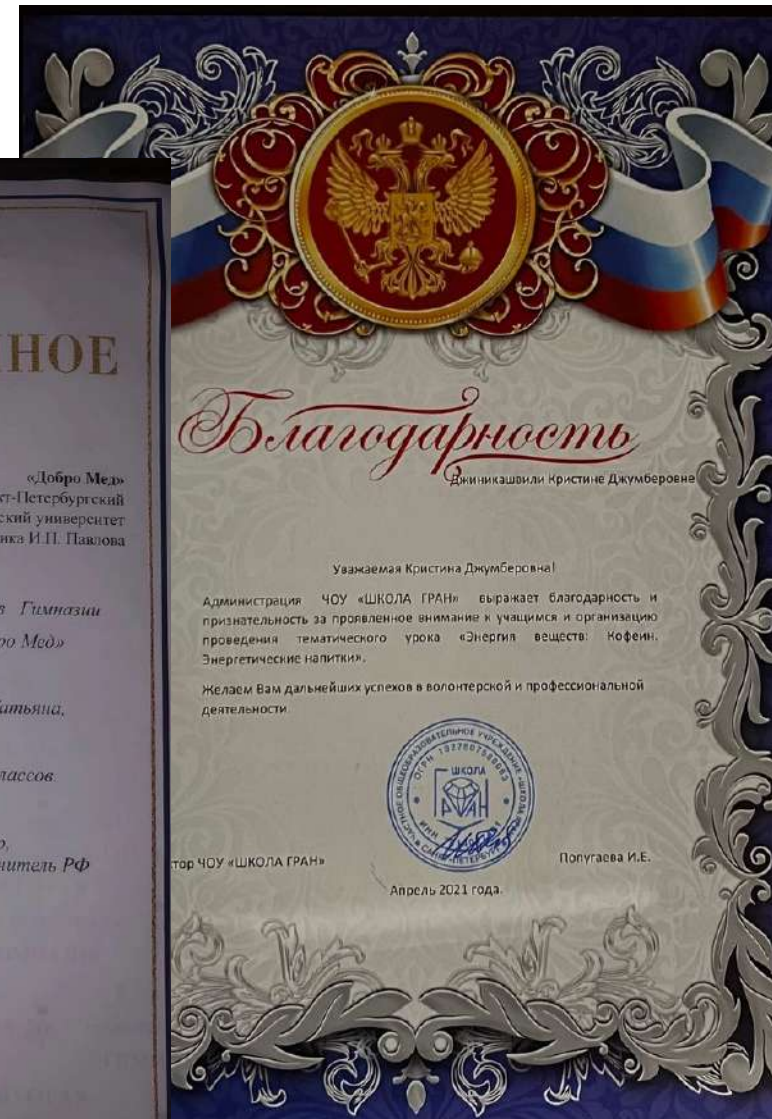 НОЕ
«Добро Мед»
кт-Петербургский
ский университет
ика И.П. Павлова
в Гимназии
ро Мед»
атьяна,
лассов
р,
читель РФ
Благодарность
Джиникашвили Кристине Джумберовне
Уважаемая Кристина Джумберовна!
Администрация ЧОУ «ШКОЛА ГРАН» выражает благодарность и
признательность за проявленное внимание к учащимся и организацию
проведения тематического урока «Энергия веществ: Кофеин.
Энергетические напитки».
Желаем Вам дальнейших успехов в волонтерской и профессиональной
деятельности.
ШКОЛА
ГРАН
тор ЧОУ «ШКОЛА ГРАН»
Попугаева И.Е.
Апрель 2021 года.